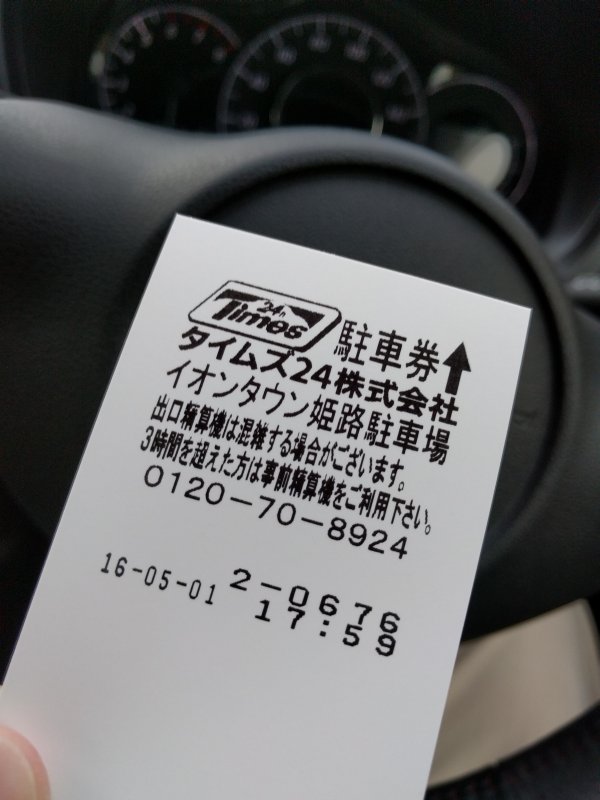 24h
Times
駐車券↑
タイムズ24株式会社
イオンタウン姫路駐車場
出口精算機は混雑する場合がございます。
3時間を超えた方は事前精算機をご利用下さい。
0120-70-8924
16-05-01 2-0676
17:59